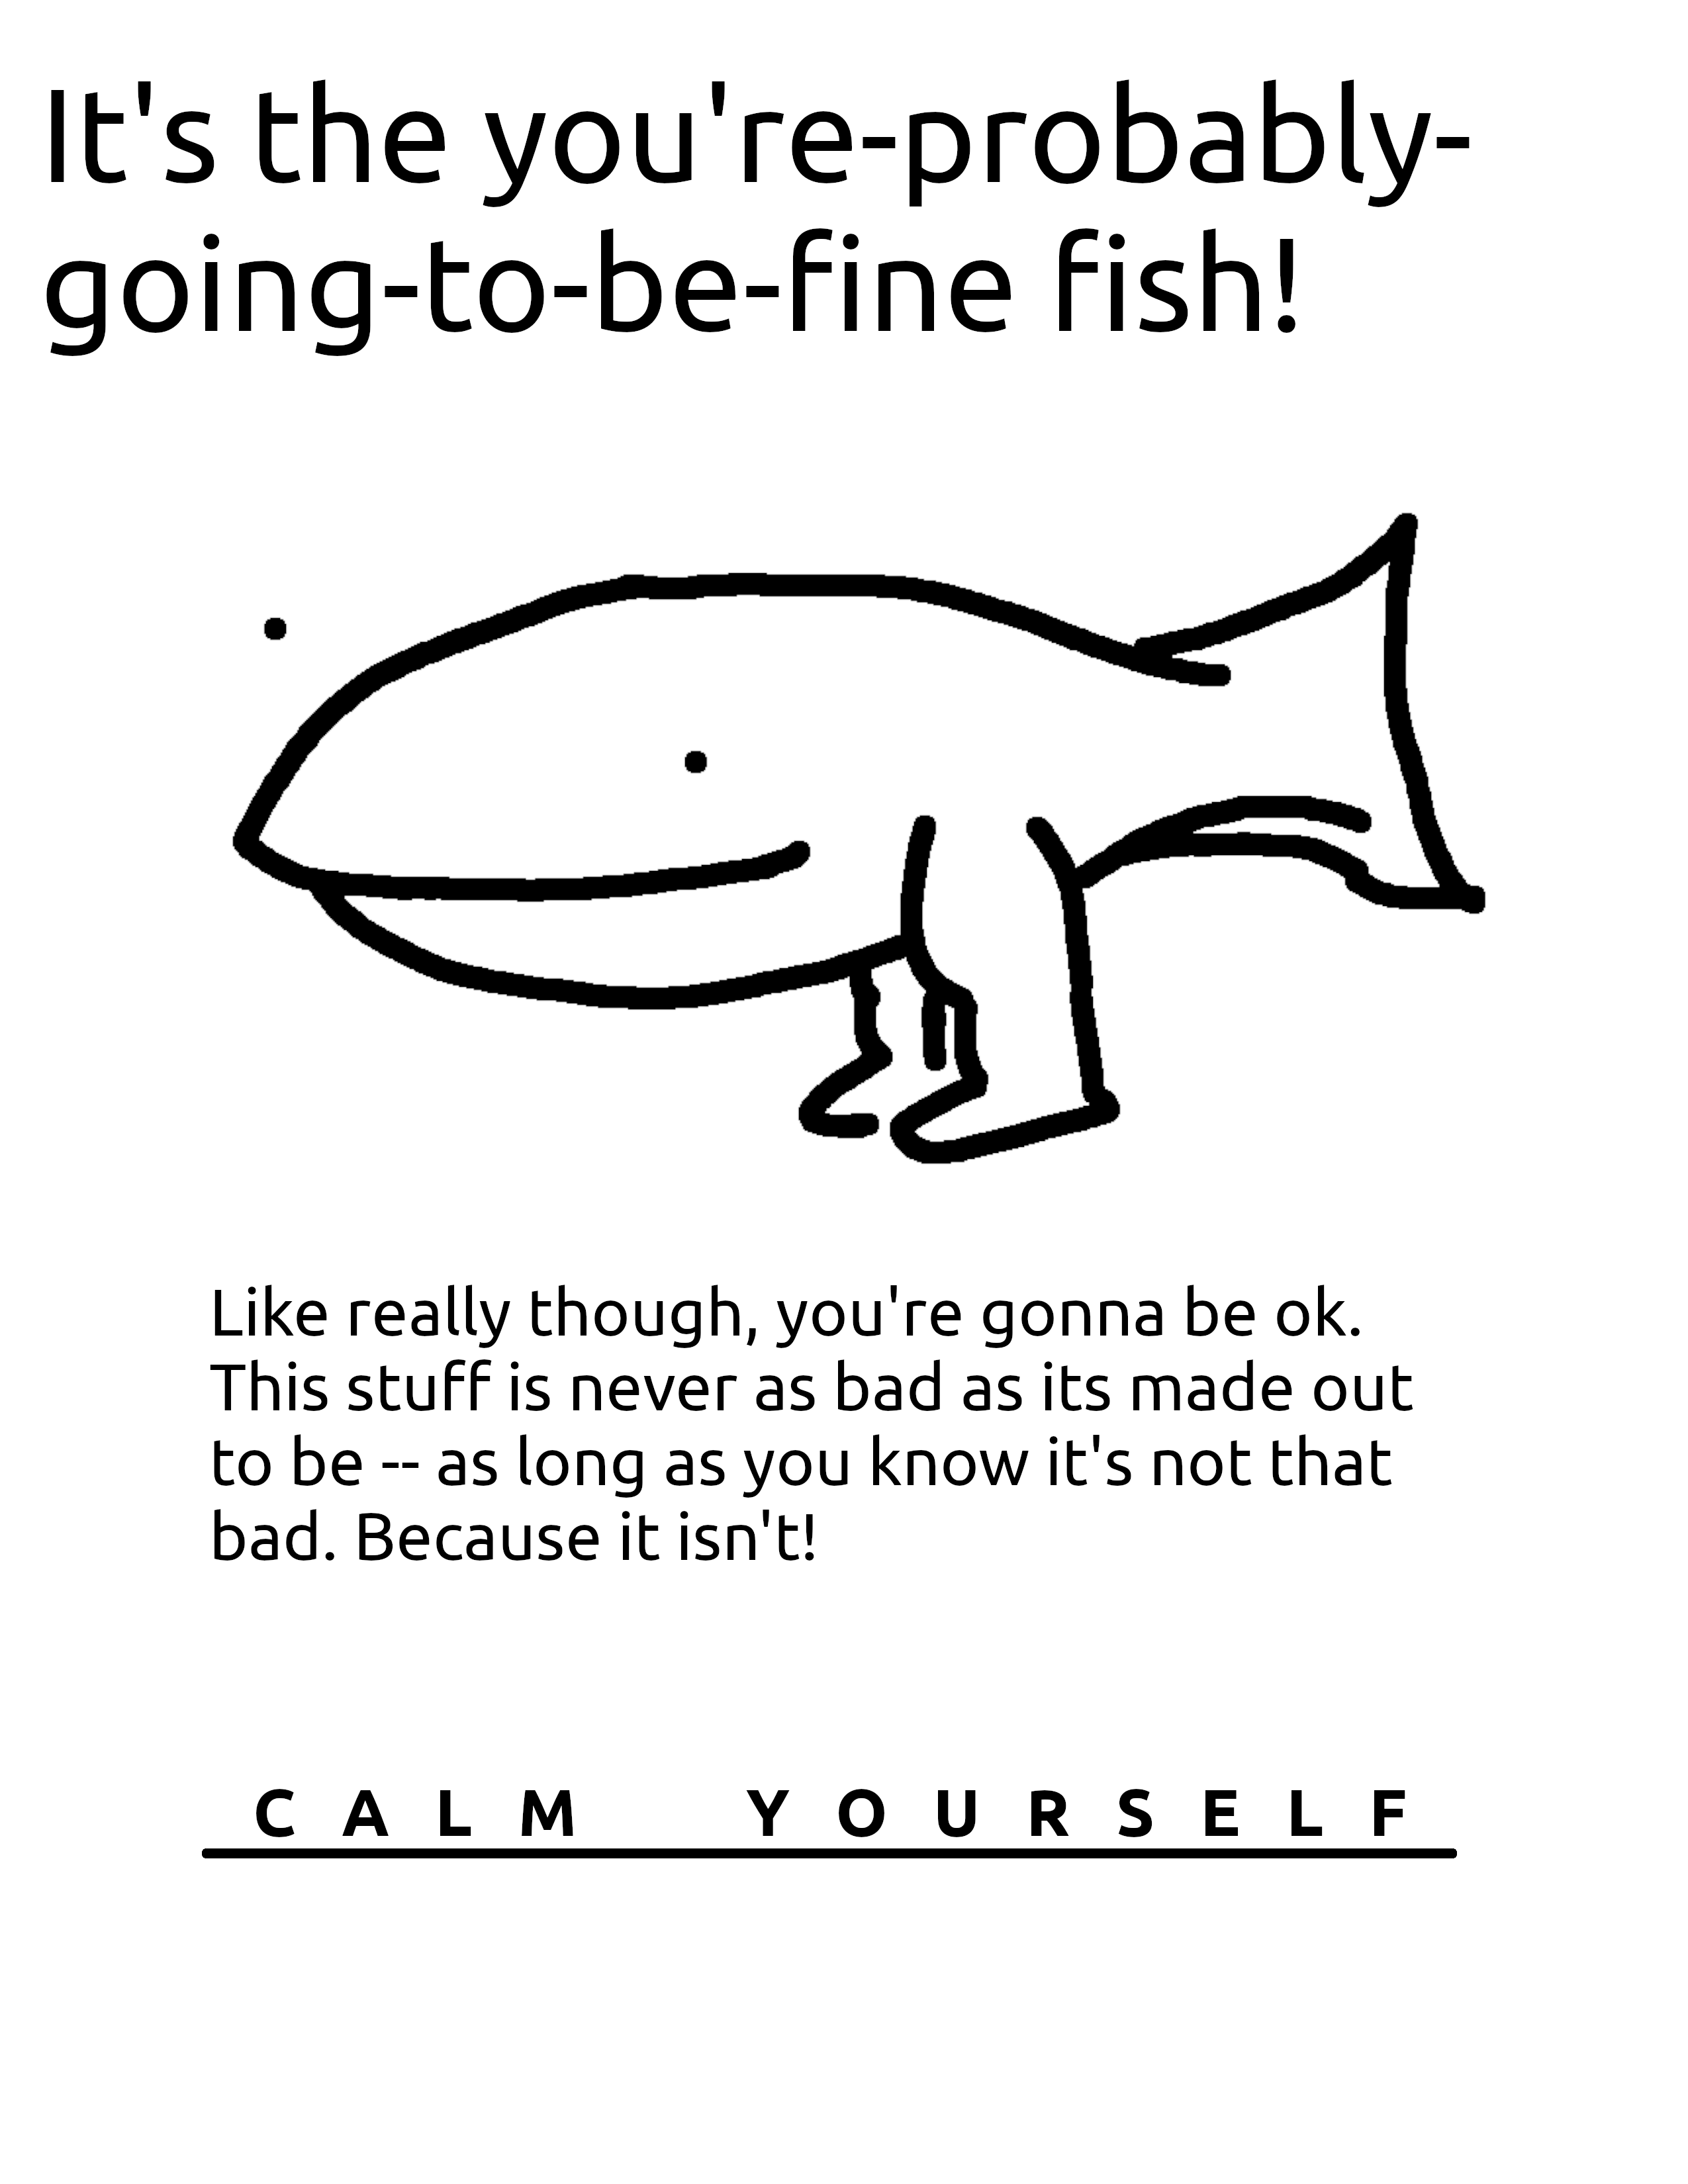 It's the you're-probably-
going-to-be-fine fish!
Like really though, you're gonna be ok.
This stuff is never as bad as its made out
to be -- as long as you know it's not that
bad. Because it isn't!
C A L M Y O U R S E L F